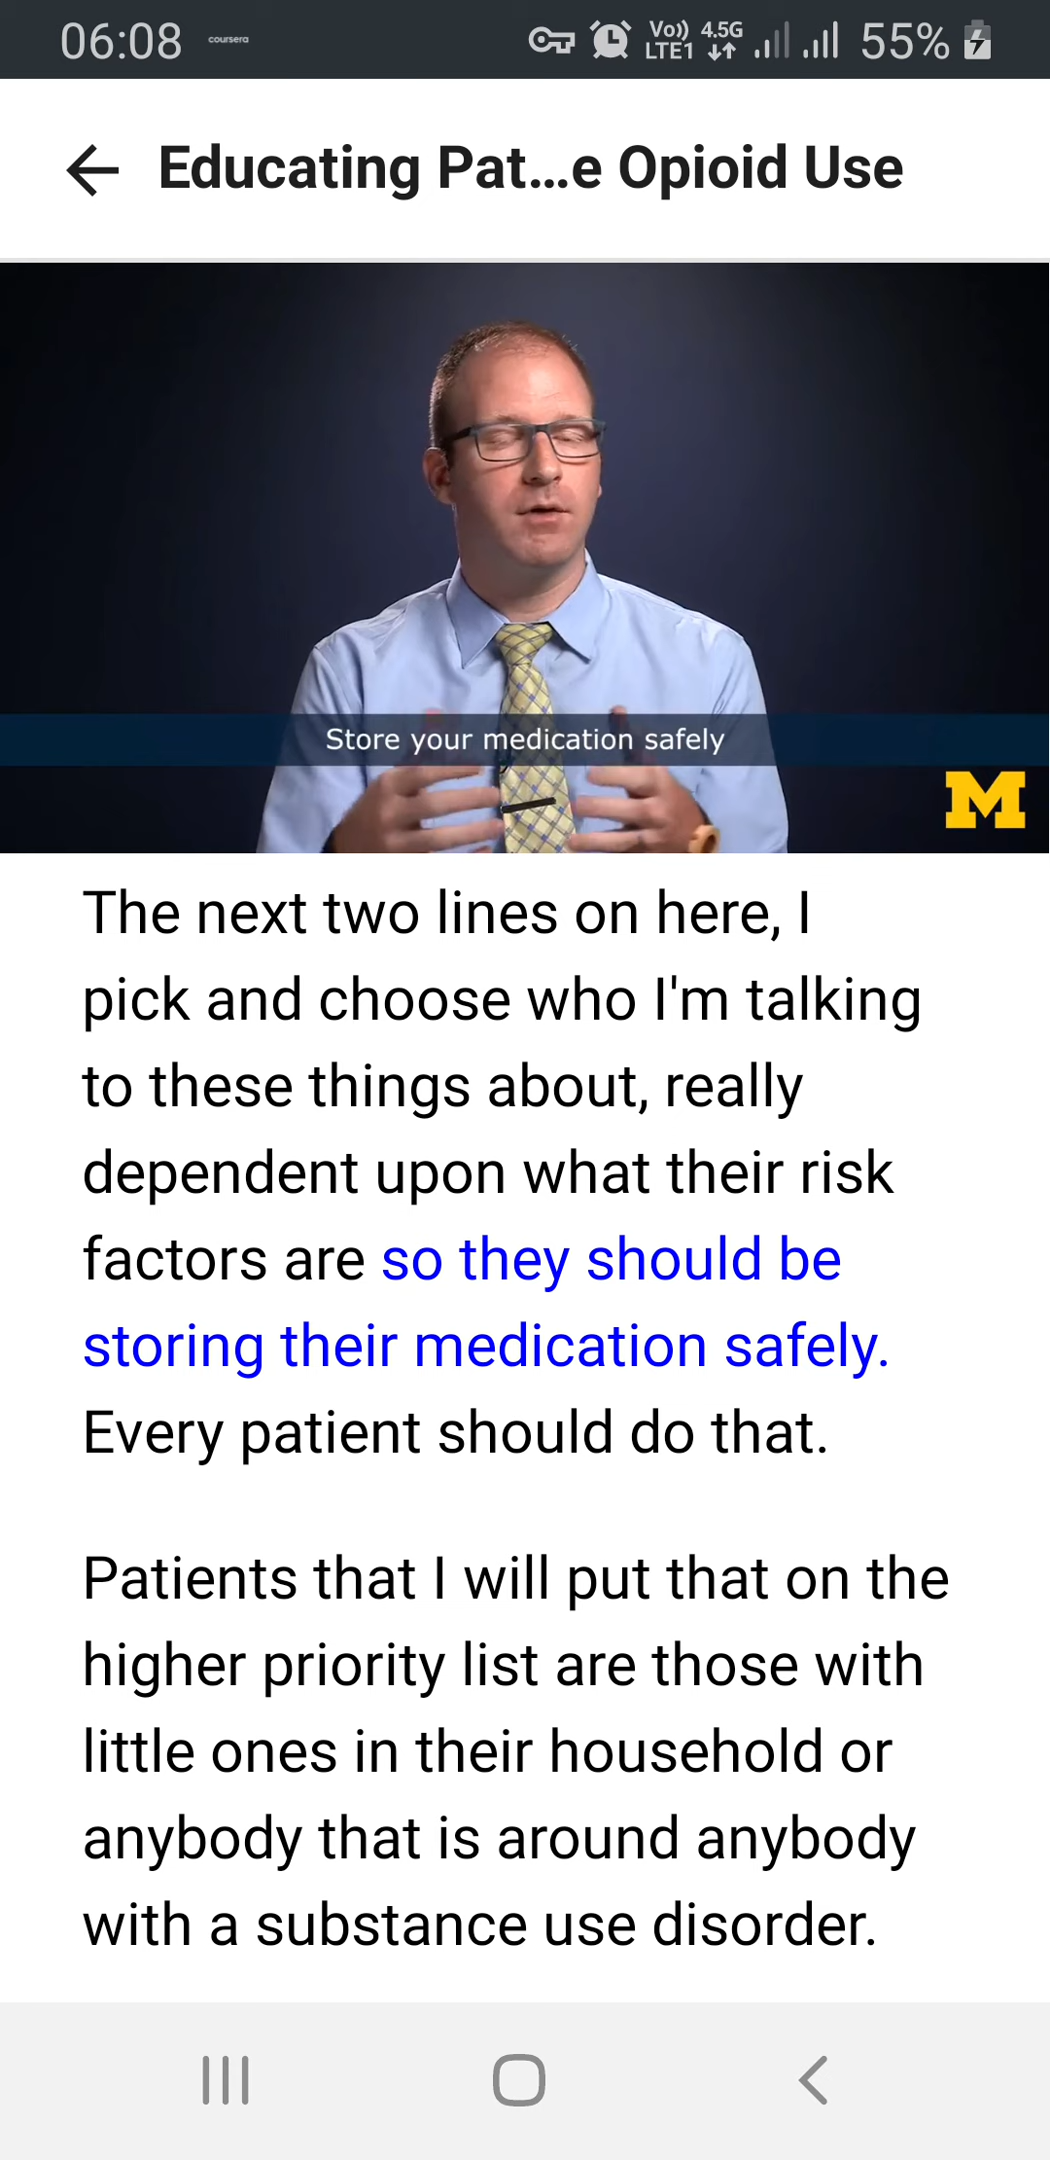 06:08 coursera Vo)) LTE1 4.5G 55%
Educating Pat...e Opioid Use
Store your medication safely
M
The next two lines on here, I
pick and choose who I'm talking
to these things about, really
dependent upon what their risk
factors are so they should be
storing their medication safely.
Every patient should do that.
Patients that I will put that on the
higher priority list are those with
little ones in their household or
anybody that is around anybody
with a substance use disorder.